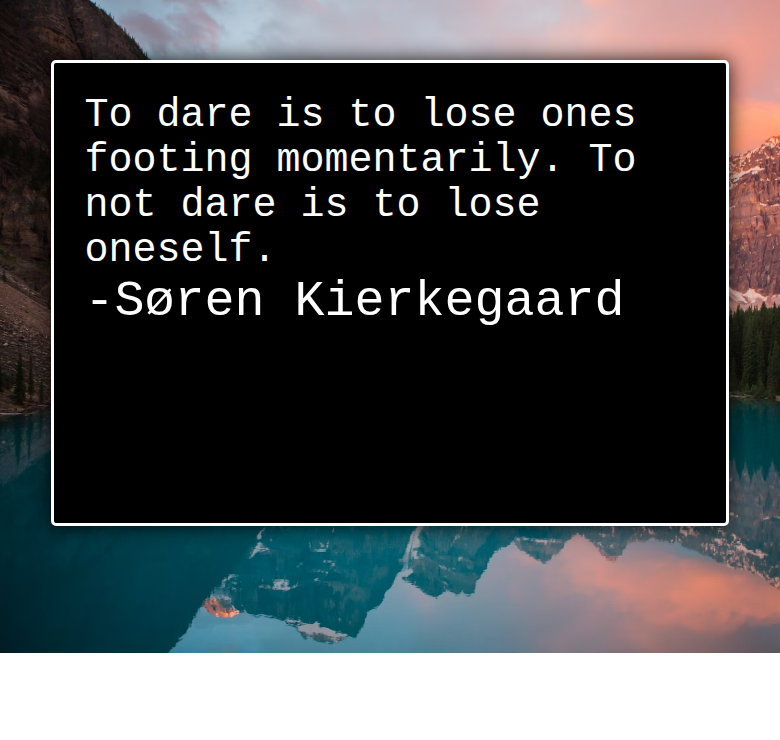 To dare is to lose ones
footing momentarily. To
not dare is to lose
oneself.
-Søren Kierkegaard